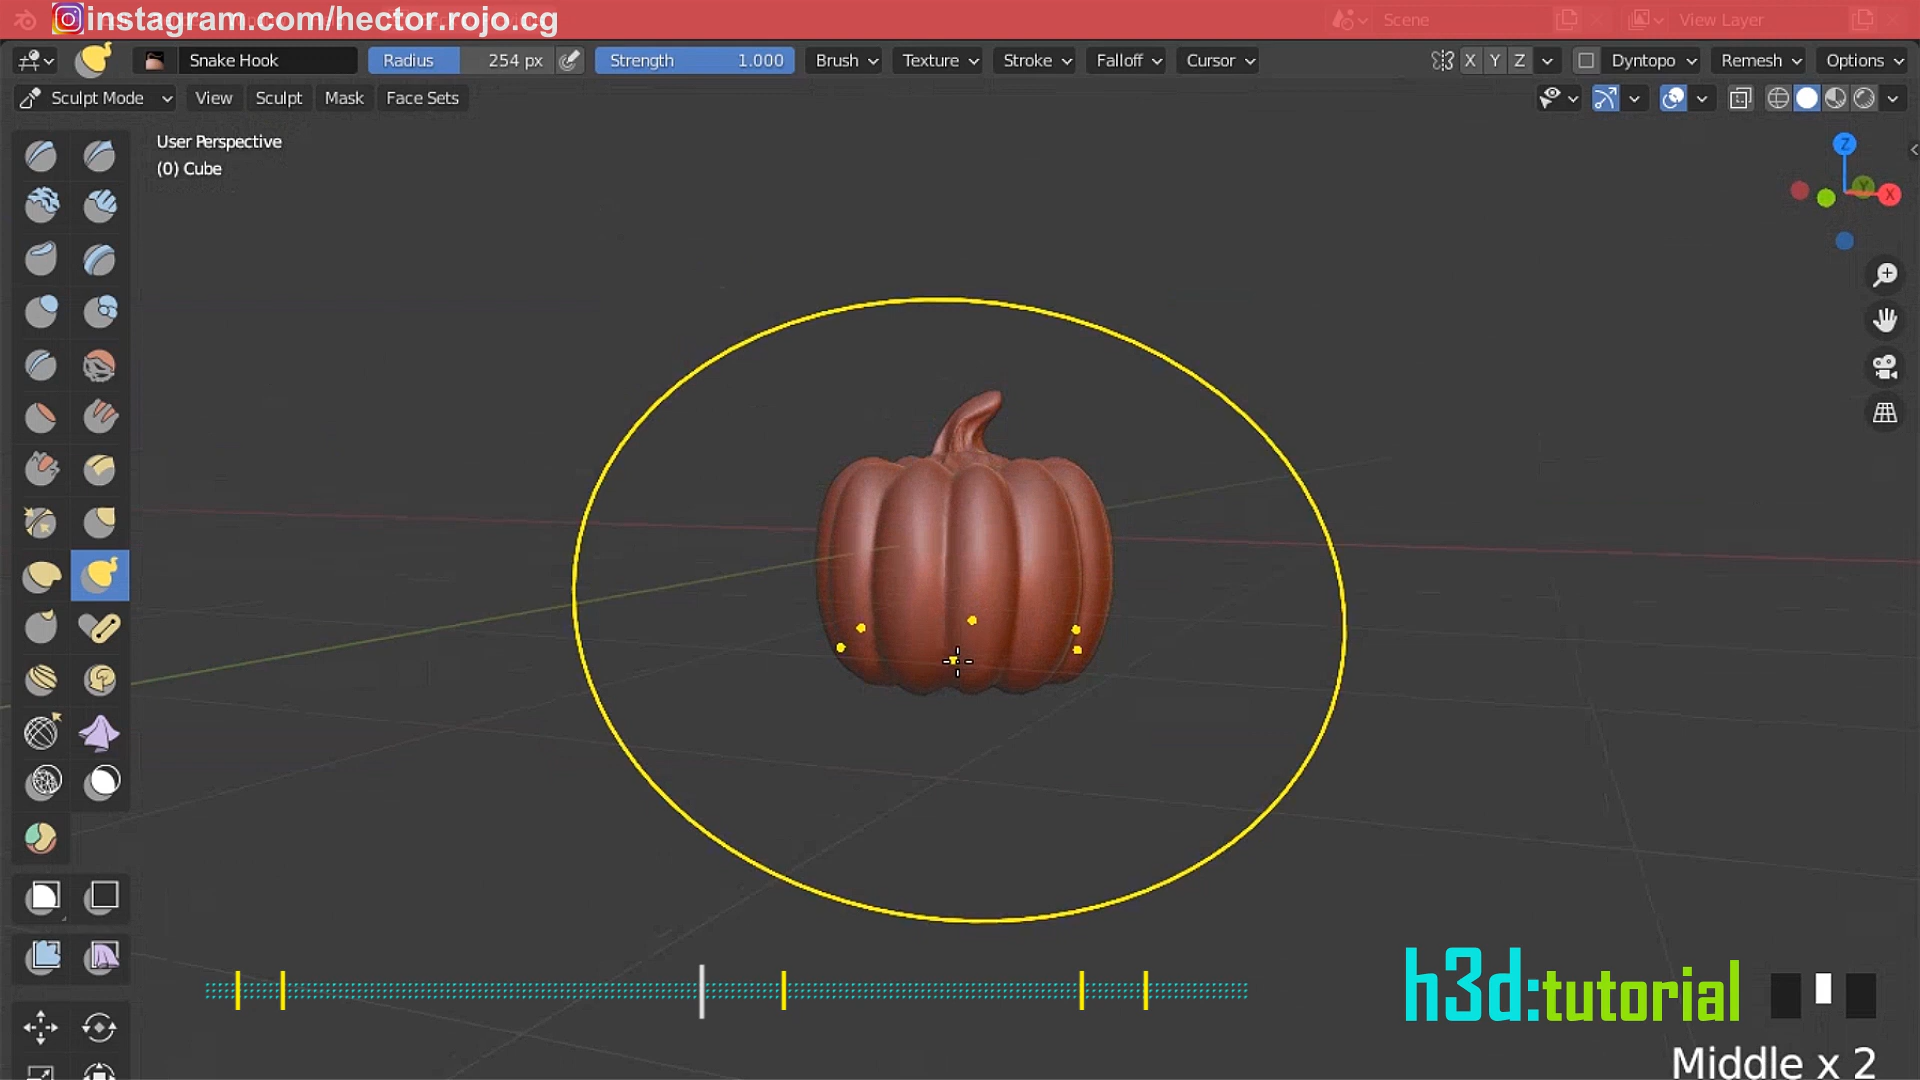 instagram.com/hector.rojo.cg
Scene
View Layer
Snake Hook
Radius 254 px
Strength 1.000
Brush
Texture
Stroke
Falloff
Cursor
X Y Z
Dyntopo
Remesh
Options
Sculpt Mode
View
Sculpt
Mask
Face Sets
User Perspective
(0) Cube
Z
Y
X
h3d:tutorial
Middle x 2